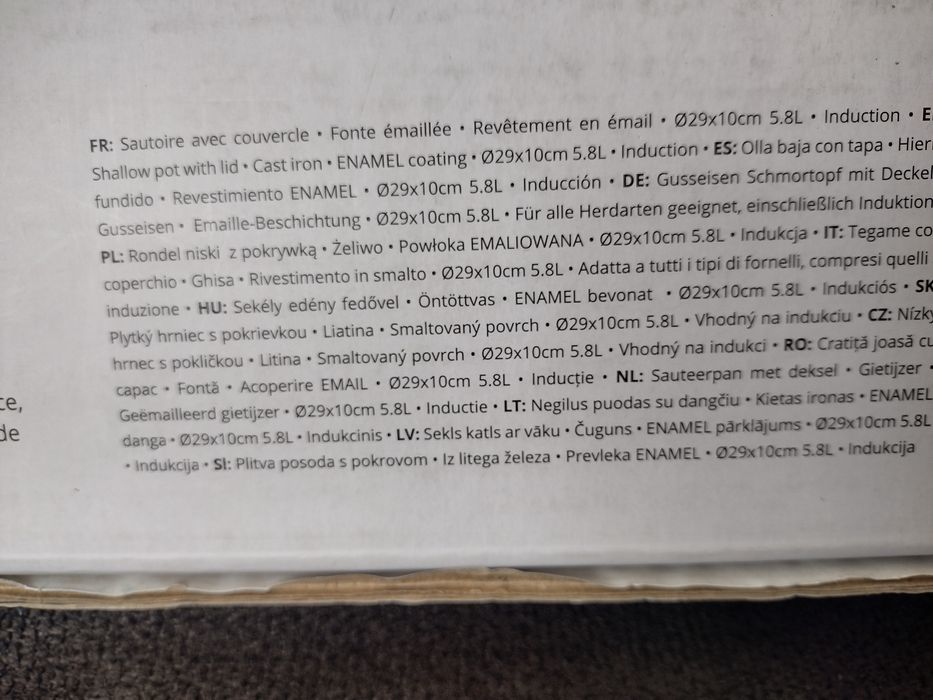 FR: Sautoire avec couvercle • Fonte émaillée • Revêtement en émail • Ø29x10cm 5.8L • Induction •
Shallow pot with lid • Cast iron • ENAMEL coating • Ø29x10cm 5.8L • Induction • ES: Olla baja con tapa •
fundido • Revestimiento ENAMEL • Ø29x10cm 5.8L • Inducción • DE: Gusseisen Schmortopf mit Deckel
Gusseisen • Emaille-Beschichtung • Ø29x10cm 5.8L • Für alle Herdarten geeignet, einschließlich Induktion
PL: Rondel niski z pokrywką • Żeliwo • Powłoka EMALIOWANA • Ø29x10cm 5.8L • Indukcja • IT: Tegame
coperchio • Ghisa • Rivestimento in smalto • Ø29x10cm 5.8L • Adatta a tutti i tipi di fornelli, compresi quelli
induzione • HU: Sekély edény fedővel • Öntöttvas • ENAMEL bevonat • Ø29x10cm 5.8L • Indukciós • SK
Plytký hrniec s pokrievkou • Liatina • Smaltovaný povrch • Ø29x10cm 5.8L • Vhodný na indukciu • CZ: Nízký
hrnec s pokličkou • Litina • Smaltovaný povrch • Ø29x10cm 5.8L • Vhodný na indukci • RO: Cratiță joasă cu
capac • Fontă • Acoperire EMAIL • Ø29x10cm 5.8L • Inducție • NL: Sauteerpan met deksel • Gietijzer •
Geëmailleerd gietijzer • Ø29x10cm 5.8L • Inductie • LT: Negilus puodas su dangčiu • Kietas ironas • ENAMEL
danga • Ø29x10cm 5.8L • Indukcinis • LV: Sekls katls ar vāku • Čuguns • ENAMEL pārklājums • Ø29x10cm 5.8L
• Indukcija • Sl: Plitva posoda s pokrovom • Iz litega železa • Prevleka ENAMEL • Ø29x10cm 5.8L • Indukcija